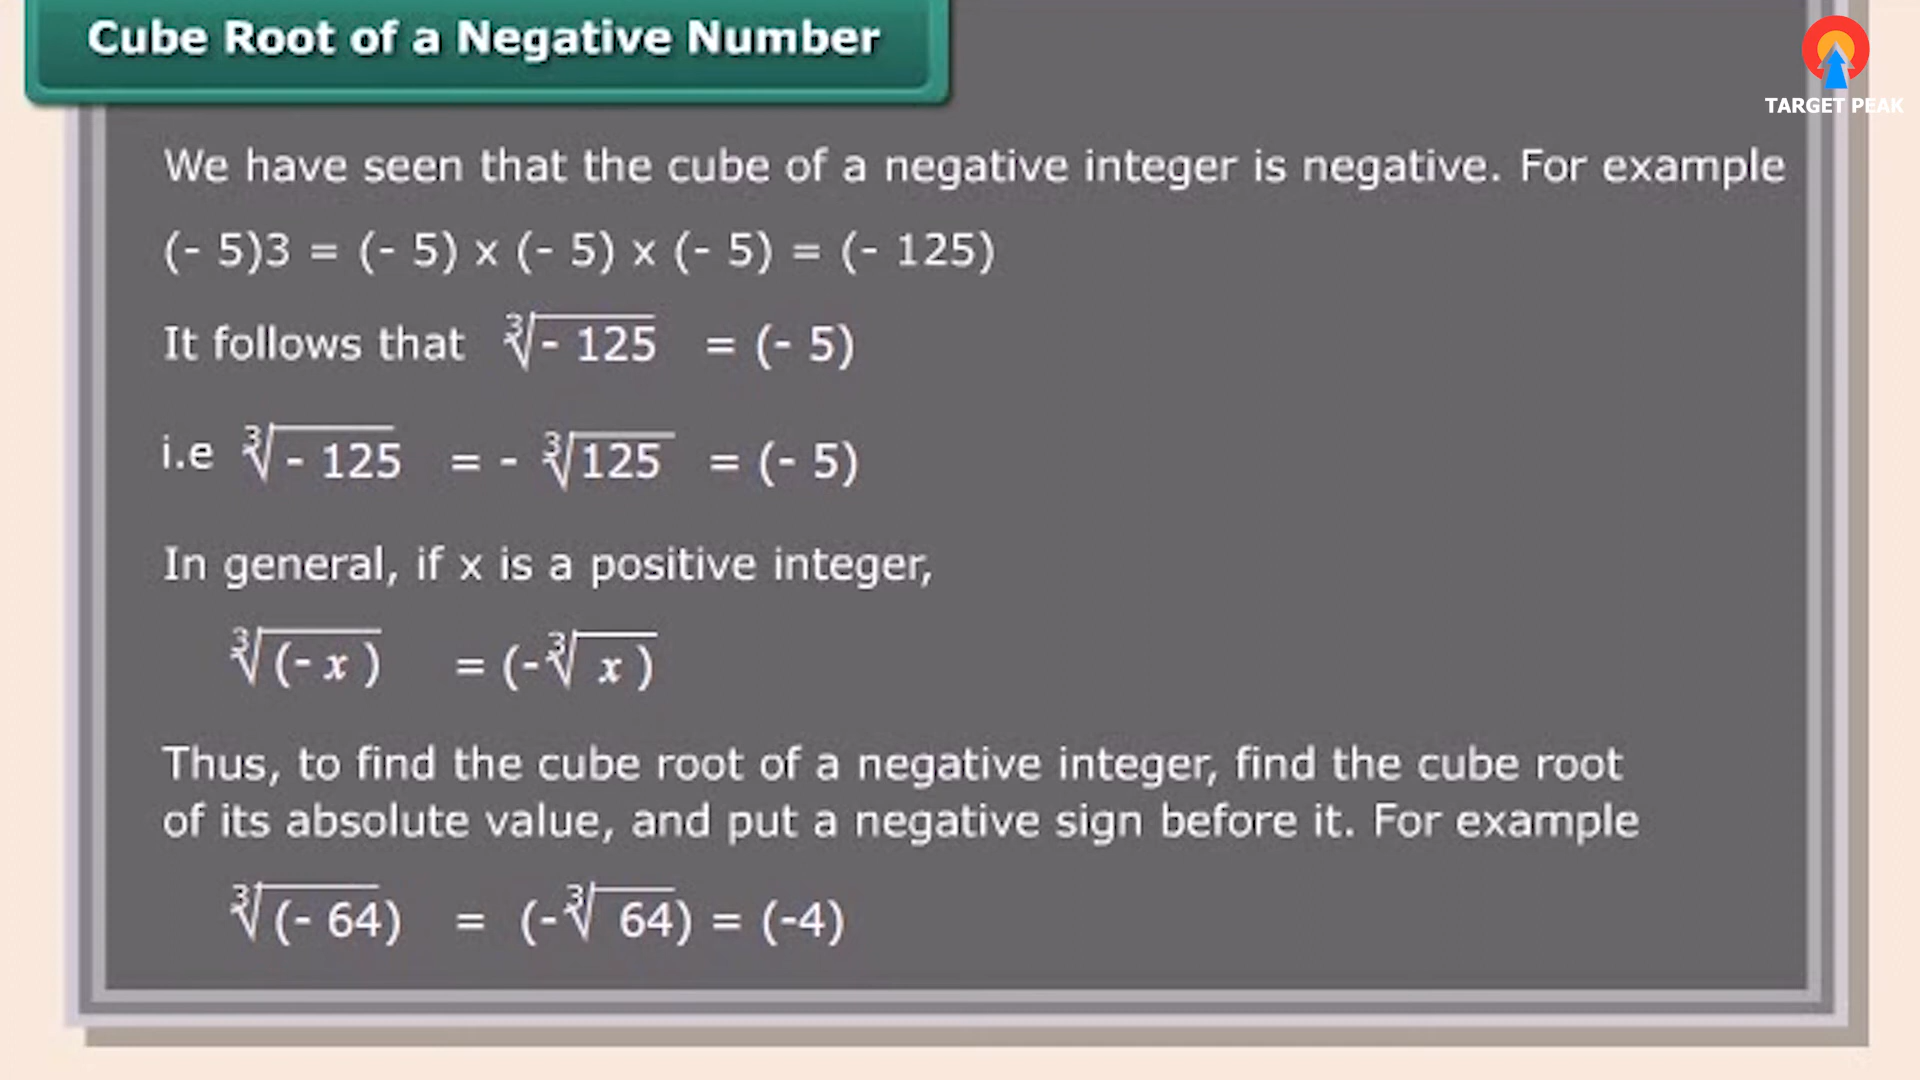 Cube Root of a Negative Number
TARGET PEAK
We have seen that the cube of a negative integer is negative. For example
(- 5)3 = (- 5) x (- 5) x (- 5) = (- 125)
It follows that ∛- 125 = (- 5)
i.e ∛- 125 = - ∛125 = (- 5)
In general, if x is a positive integer,
∛(- x ) = (-∛ x )
Thus, to find the cube root of a negative integer, find the cube root
of its absolute value, and put a negative sign before it. For example
∛(- 64) = (-∛ 64) = (-4)